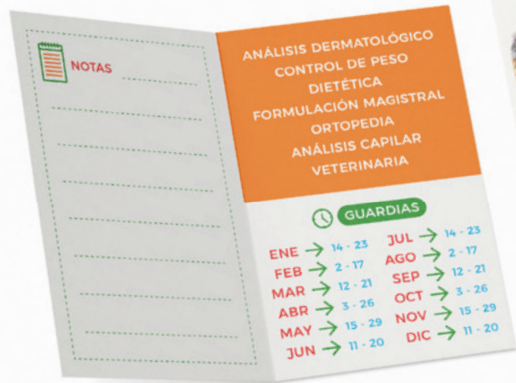 NOTAS
ANÁLISIS DERMATOLÓGICO
CONTROL DE PESO
DIETÉTICA
FORMULACIÓN MAGISTRAL
ORTOPEDIA
ANÁLISIS CAPILAR
VETERINARIA
GUARDIAS
ENE → 14 - 23
FEB → 2 - 17
MAR → 12 - 21
ABR → 3 - 26
MAY → 15 - 29
JUN → 11 - 20
JUL → 14 - 23
AGO → 2 - 17
SEP → 12 - 21
OCT → 3 - 26
NOV → 15 - 29
DIC → 11 - 20